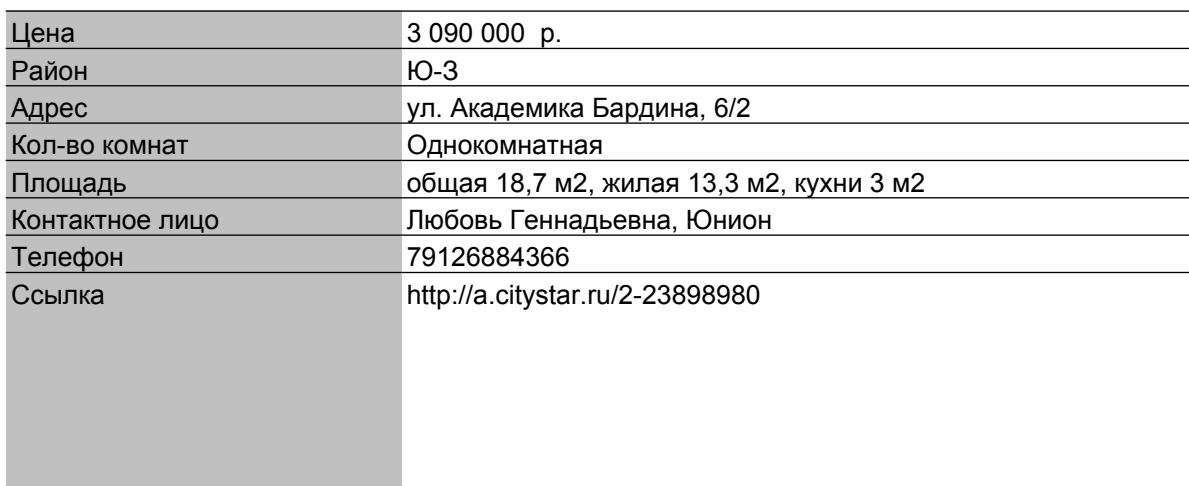 Цена 3 090 000 р.
Район Ю-З
Адрес ул. Академика Бардина, 6/2
Кол-во комнат Однокомнатная
Площадь общая 18,7 м2, жилая 13,3 м2, кухни 3 м2
Контактное лицо Любовь Геннадьевна, Юнион
Телефон 79126884366
Ссылка http://a.citystar.ru/2-23898980